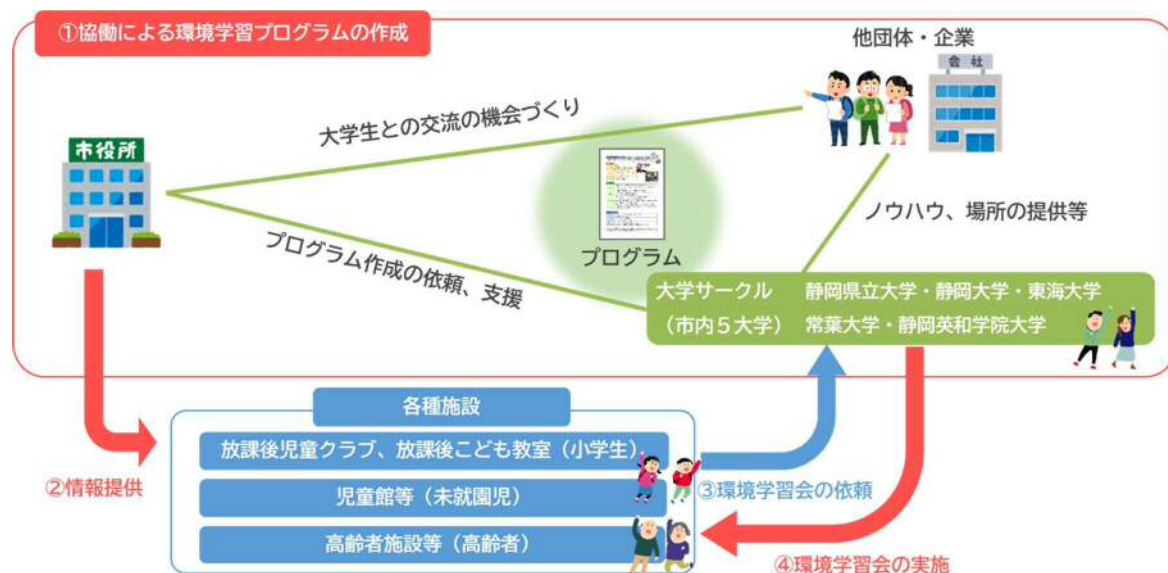 ①協働による環境学習プログラムの作成
他団体・企業
会社
市役所
大学生との交流の機会づくり
プログラム
プログラム作成の依頼、支援
ノウハウ、場所の提供等
大学サークル 静岡県立大学・静岡大学・東海大学
（市内５大学） 常葉大学・静岡英和学院大学
各種施設
放課後児童クラブ、放課後こども教室（小学生）
児童館等（未就園児）
高齢者施設等（高齢者）
②情報提供
③環境学習会の依頼
④環境学習会の実施